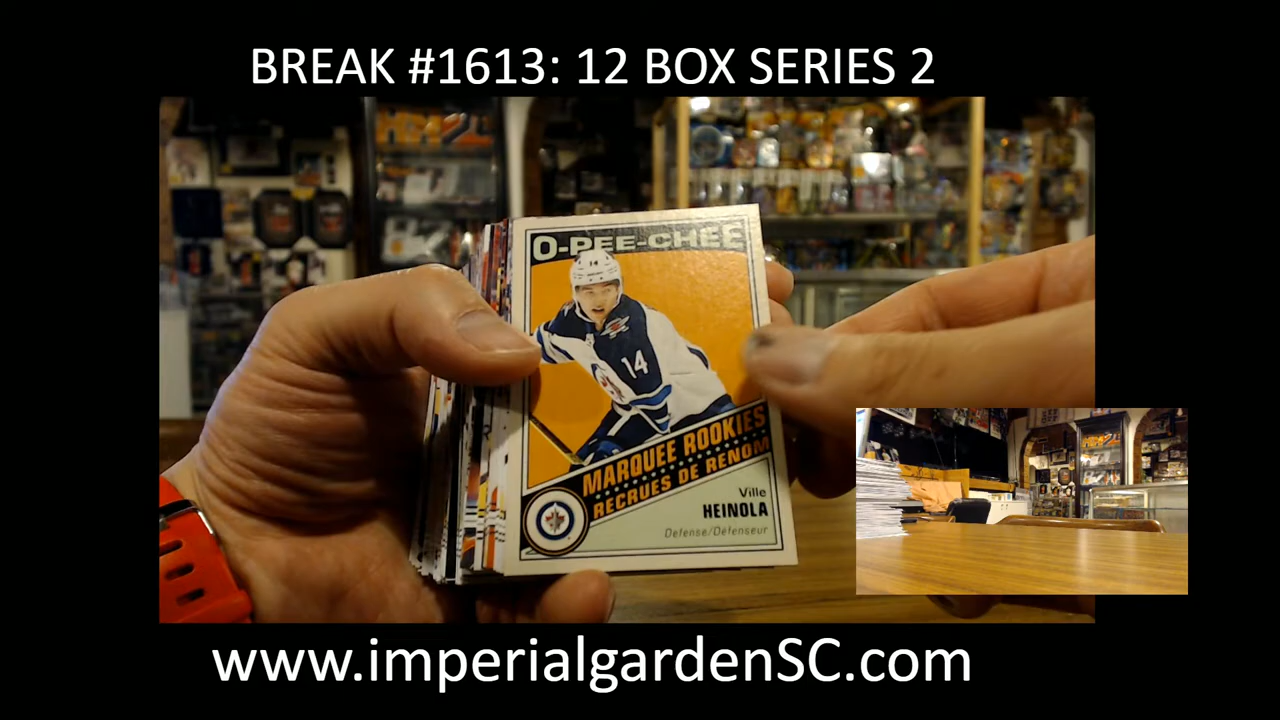 BREAK #1613: 12 BOX SERIES 2
O-PEE-CHEE
14
14
MARQUEE ROOKIES
RECRUES DE RENOM
Ville
HEINOLA
Defense/Défenseur
www.imperialgardenSC.com